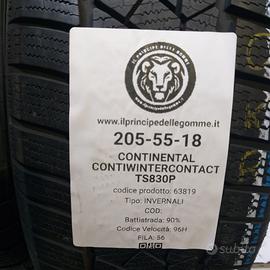 IL PRINCIPE DELLE GOMME
www.ilprincipedellegomme.it
205-55-18
CONTINENTAL
CONTIWINTERCONTACT
TS830P
codice prodotto: 63819
Tipo: INVERNALI
COD:
Battistrada: 90%
Codice Velocità: 96H
FILA: 56
subito